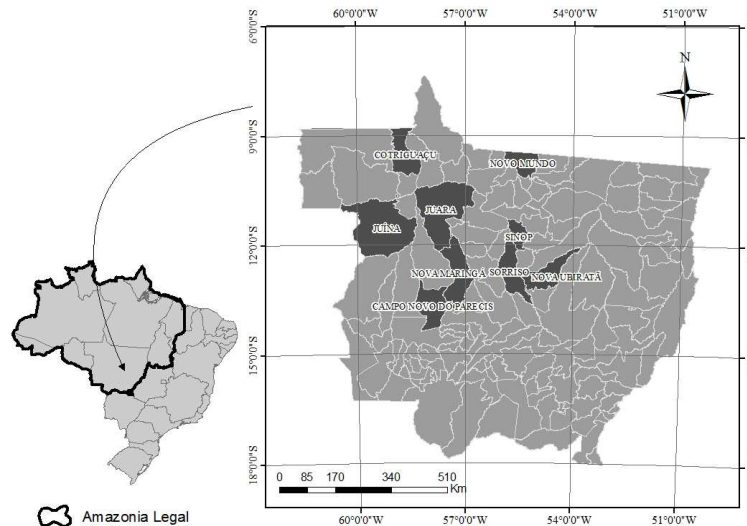 60°0'0"W 57°0'0"W 54°0'0"W 51°0'0"W
6°0'0"S
N
9°0'0"S
COTRIGUAÇU
NOVO MUNDO
JUARA
JUÍNA
SINOP
12°0'0"S
NOVA MARINGÁ
SORRISO
NOVA UBIRATÃ
CAMPO NOVO DO PARECIS
15°0'0"S
18°0'0"S
0 85 170 340 510
Km
60°0'0"W 57°0'0"W 54°0'0"W 51°0'0"W
Amazonia Legal